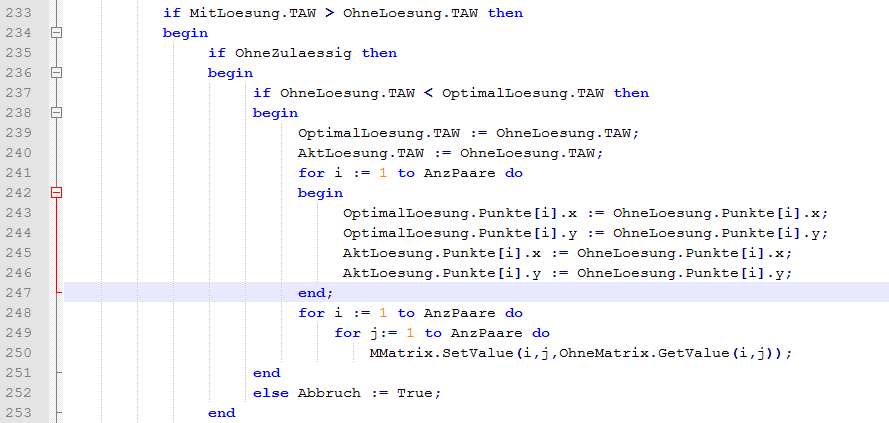 233 if MitLoesung.TAW > OhneLoesung.TAW then
234 begin
235 if OhneZulaessig then
236 begin
237 if OhneLoesung.TAW < OptimalLoesung.TAW then
238 begin
239 OptimalLoesung.TAW := OhneLoesung.TAW;
240 AktLoesung.TAW := OhneLoesung.TAW;
241 for i := 1 to AnzPaare do
242 begin
243 OptimalLoesung.Punkte[i].x := OhneLoesung.Punkte[i].x;
244 OptimalLoesung.Punkte[i].y := OhneLoesung.Punkte[i].y;
245 AktLoesung.Punkte[i].x := OhneLoesung.Punkte[i].x;
246 AktLoesung.Punkte[i].y := OhneLoesung.Punkte[i].y;
247 end;
248 for i := 1 to AnzPaare do
249 for j:= 1 to AnzPaare do
250 MMatrix.SetValue(i,j,OhneMatrix.GetValue(i,j));
251 end
252 else Abbruch := True;
253 end